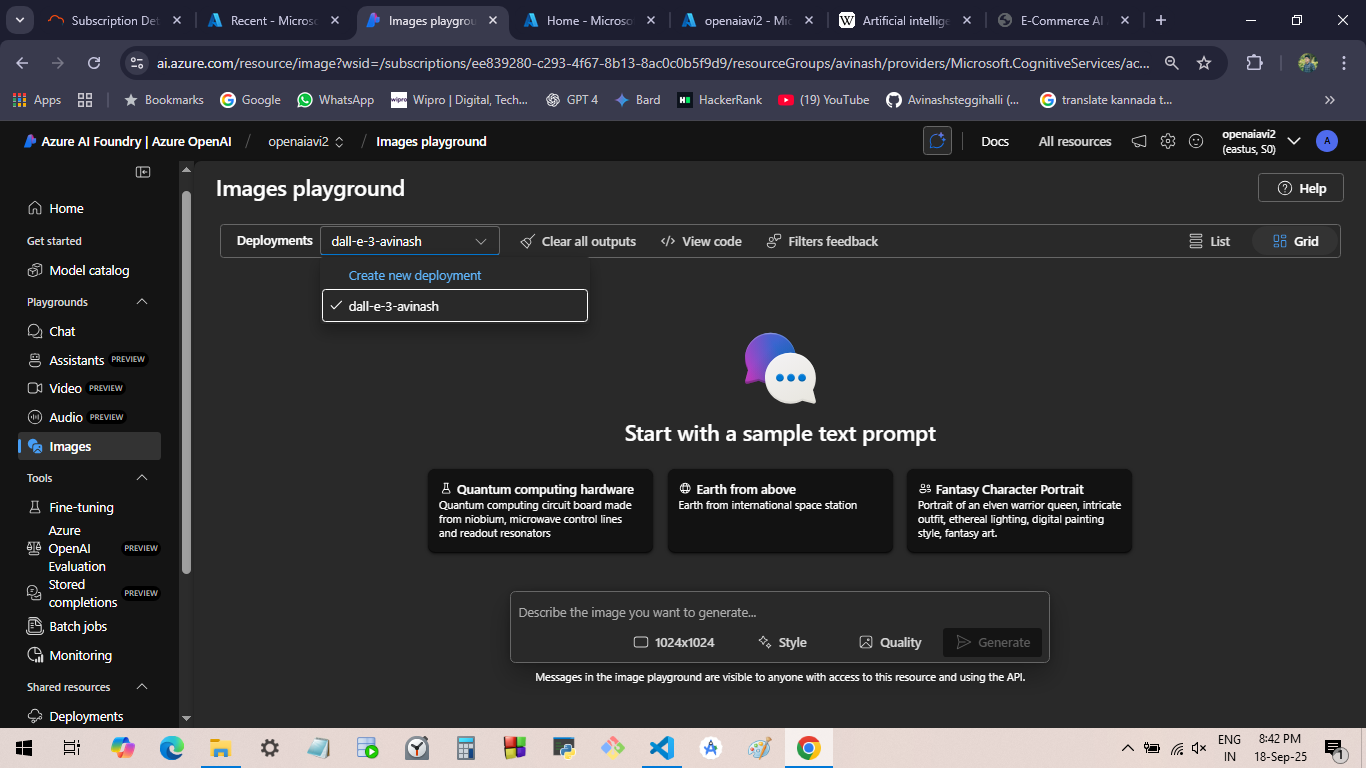 Subscription Det
Recent - Microso
Images playgrou
Home - Microso
openaiavi2 - Mic
Artificial intellige
E-Commerce AI
ai.azure.com/resource/image?wsid=/subscriptions/ee839280-c293-4f67-8b13-8ac0c0b5f9d9/resourceGroups/avinash/providers/Microsoft.CognitiveServices/ac...
Apps
Bookmarks
Google
WhatsApp
wipro
Wipro | Digital, Tech...
GPT 4
Bard
HackerRank
(19) YouTube
Avinashsteggihalli (...
translate kannada t...
Azure AI Foundry | Azure OpenAI
/
openaiavi2
/
Images playground
Docs
All resources
openaiavi2
(eastus, S0)
A
Images playground
Help
Home
Get started
Model catalog
Playgrounds
Chat
Assistants PREVIEW
Video PREVIEW
Audio PREVIEW
Images
Tools
Fine-tuning
Azure
OpenAI PREVIEW
Evaluation
Stored
completions PREVIEW
Batch jobs
Monitoring
Shared resources
Deployments
Deployments
dall-e-3-avinash
Clear all outputs
View code
Filters feedback
List
Grid
Create new deployment
dall-e-3-avinash
Start with a sample text prompt
Quantum computing hardware
Quantum computing circuit board made
from niobium, microwave control lines
and readout resonators
Earth from above
Earth from international space station
Fantasy Character Portrait
Portrait of an elven warrior queen, intricate
outfit, ethereal lighting, digital painting
style, fantasy art.
Describe the image you want to generate...
1024x1024
Style
Quality
Generate
Messages in the image playground are visible to anyone with access to this resource and using the API.
ENG
IN
8:42 PM
18-Sep-25
1